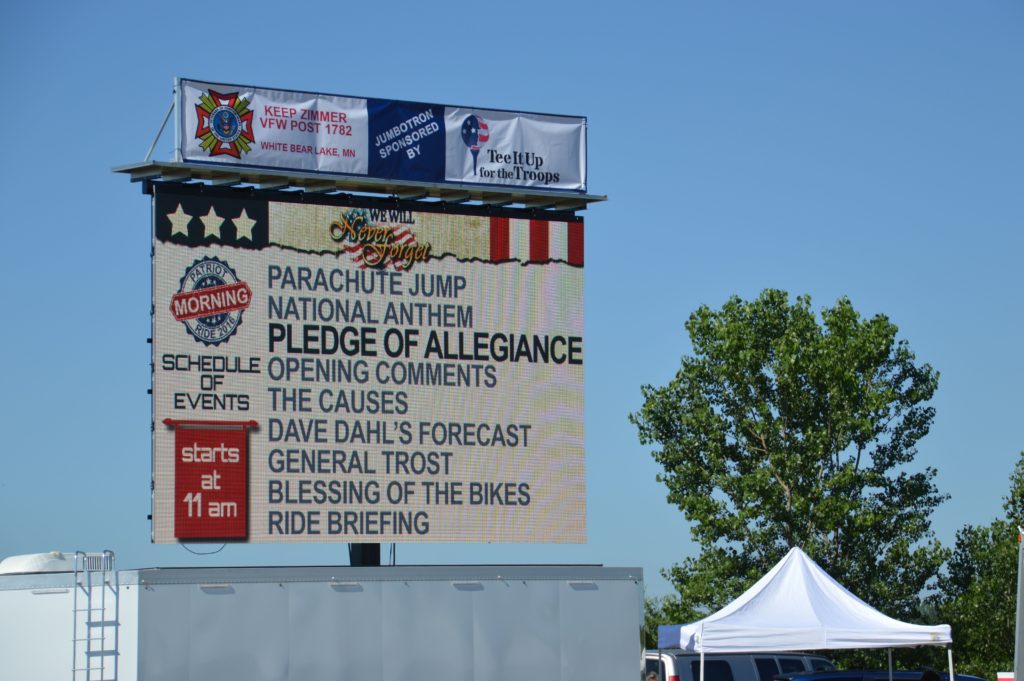 KEEP ZIMMER
VFW POST 1782
WHITE BEAR LAKE, MN
JUMBOTRON
SPONSORED
BY
Tee It Up
for the Troops
WE WILL
Never
Forget
PATRIOT
MORNING
RIDE 2016
SCHEDULE
OF
EVENTS
starts
at
11 am
PARACHUTE JUMP
NATIONAL ANTHEM
PLEDGE OF ALLEGIANCE
OPENING COMMENTS
THE CAUSES
DAVE DAHL'S FORECAST
GENERAL TROST
BLESSING OF THE BIKES
RIDE BRIEFING